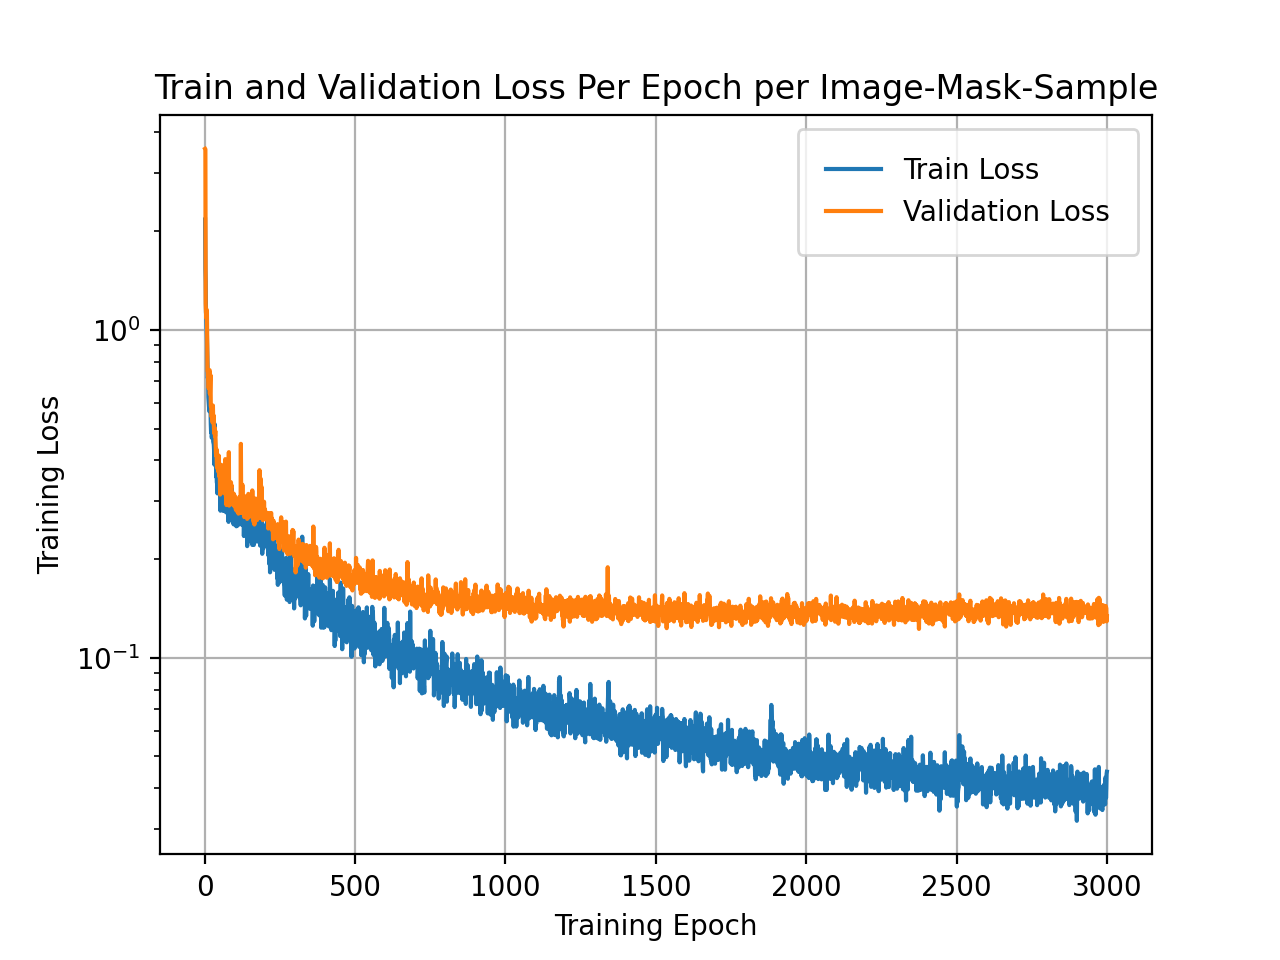 Train and Validation Loss Per Epoch per Image-Mask-Sample
Train Loss
Validation Loss
10⁰
10⁻¹
Training Loss
0 500 1000 1500 2000 2500 3000
Training Epoch